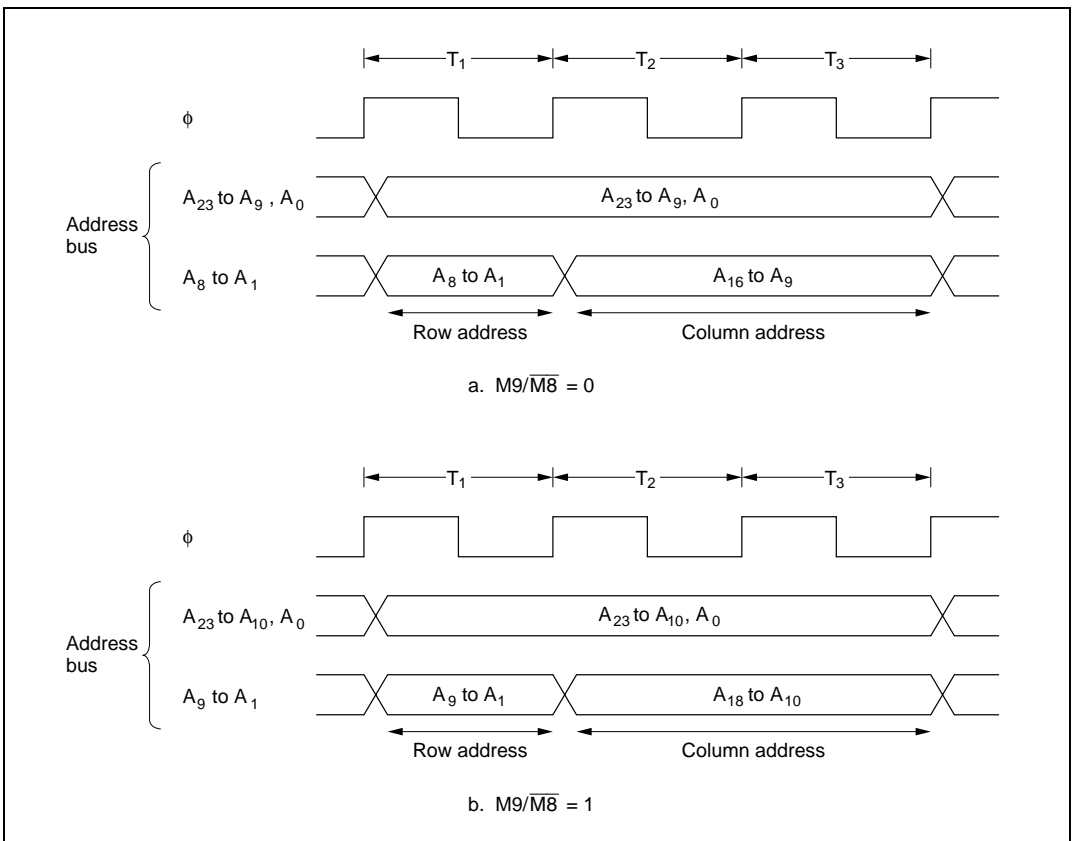 T₁ T₂ T₃
φ
Address bus
A₂₃ to A₉ , A₀
A₂₃ to A₉, A₀
A₈ to A₁
A₈ to A₁
A₁₆ to A₉
Row address
Column address
a. M9/M̅8̅ = 0
T₁ T₂ T₃
φ
Address bus
A₂₃ to A₁₀, A₀
A₂₃ to A₁₀, A₀
A₉ to A₁
A₉ to A₁
A₁₈ to A₁₀
Row address
Column address
b. M9/M̅8̅ = 1